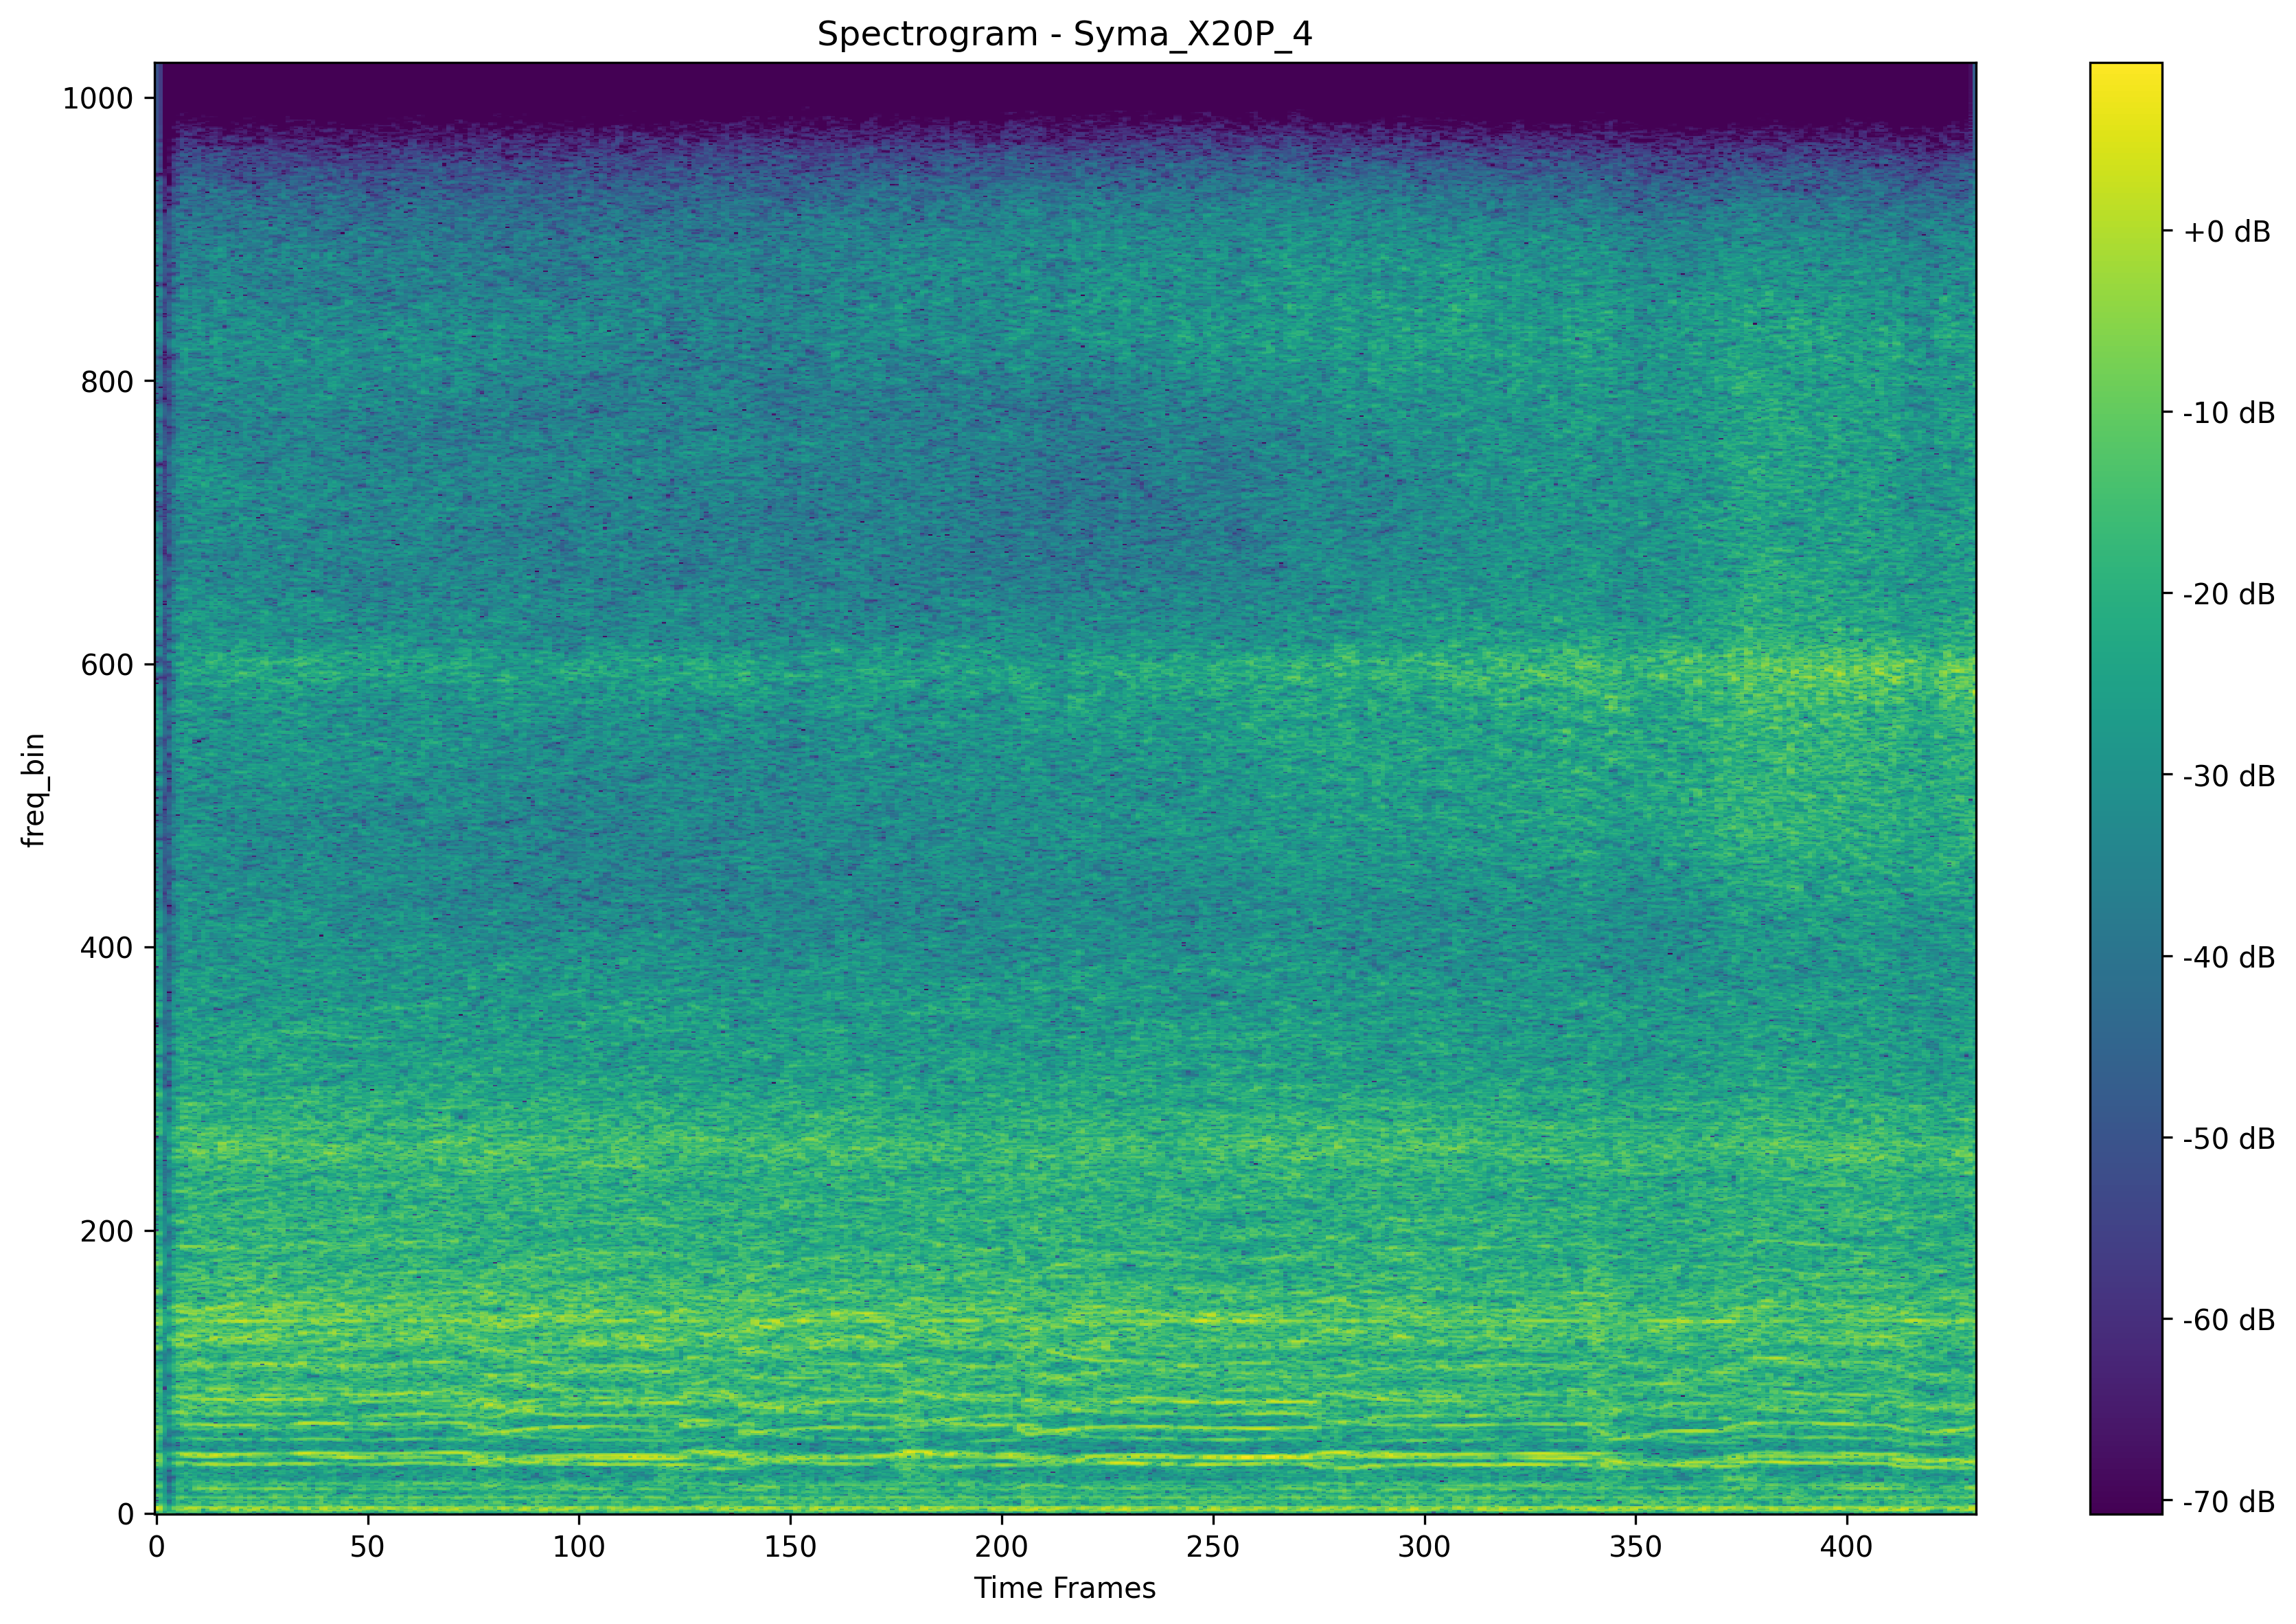 Spectrogram - Syma_X20P_4
1000
800
600
400
200
0
freq_bin
0 50 100 150 200 250 300 350 400
Time Frames
+0 dB
-10 dB
-20 dB
-30 dB
-40 dB
-50 dB
-60 dB
-70 dB